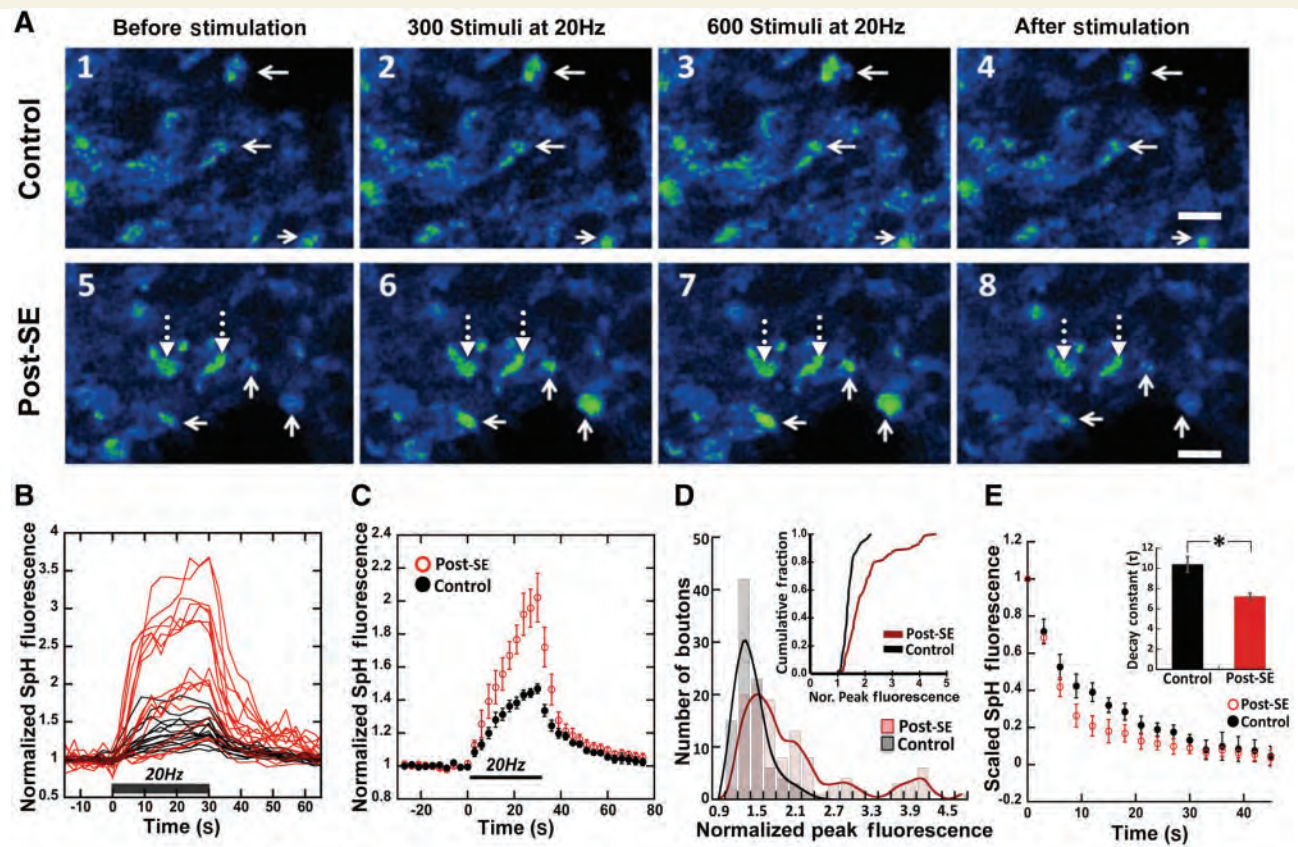 A
Before stimulation
300 Stimuli at 20Hz
600 Stimuli at 20Hz
After stimulation
Control
1
2
3
4
Post-SE
5
6
7
8
B
Normalized SpH fluorescence
4
3.5
3
2.5
2
1.5
1
0.5
20Hz
-10 0 10 20 30 40 50 60
Time (s)
C
Normalized SpH fluorescence
2.4
2.2
2
1.8
1.6
1.4
1.2
1
0.8
Post-SE
Control
20Hz
-20 0 20 40 60 80
Time (s)
D
Number of boutons
50
40
30
20
10
0
Cumulative fraction
1.0
0.8
0.6
0.4
0.2
0.0
Post-SE
Control
0 1 2 3 4 5
Nor. Peak fluorescence
Post-SE
Control
0.9 1.5 2.1 2.7 3.3 3.9 4.5
Normalized peak fluorescence
E
Scaled SpH fluorescence
1.2
1
0.8
0.6
0.4
0.2
0
-0.2
Decay constant (τ)
12
10
8
6
4
2
0
*
Control Post-SE
Post-SE
Control
0 10 20 30 40
Time (s)